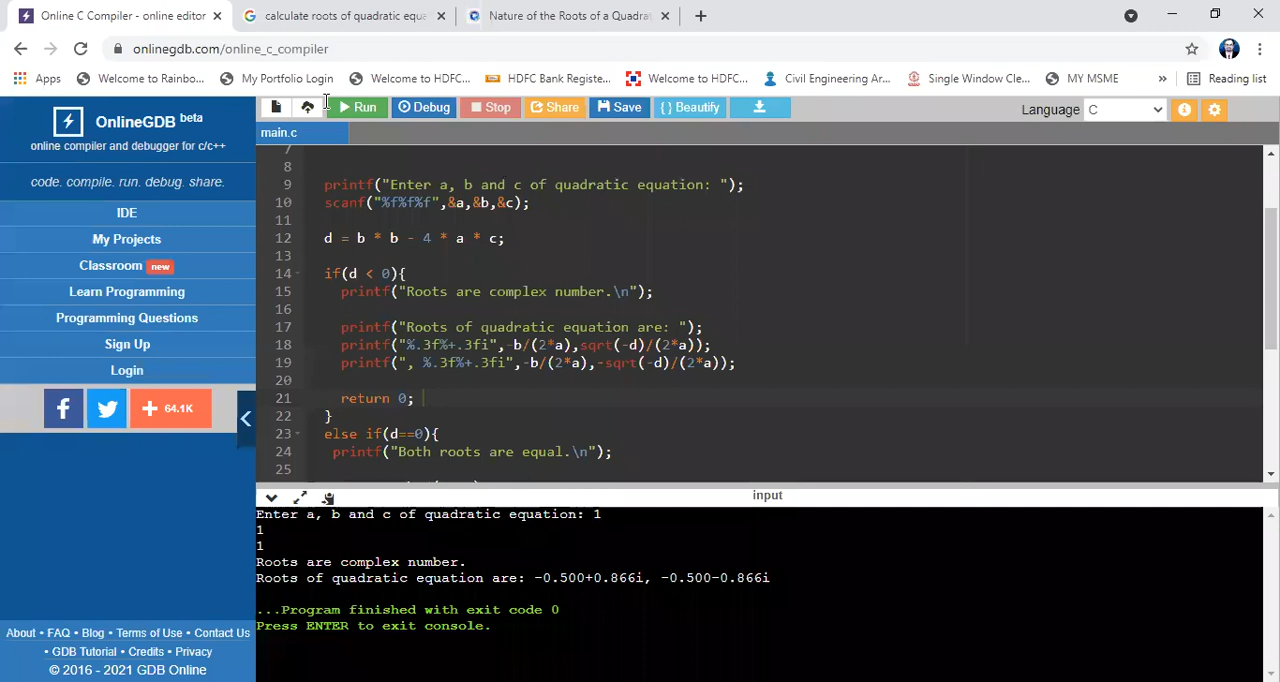 Online C Compiler - online editor
calculate roots of quadratic equa
Nature of the Roots of a Quadrat
onlinegdb.com/online_c_compiler
Apps Welcome to Rainbo... My Portfolio Login Welcome to HDFC... HDFC Bank Registe... Welcome to HDFC... Civil Engineering Ar... Single Window Cle... MY MSME » Reading list
OnlineGDB beta
online compiler and debugger for c/c++
code. compile. run. debug. share.
IDE
My Projects
Classroom new
Learn Programming
Programming Questions
Sign Up
Login
f + 64.1K
About • FAQ • Blog • Terms of Use • Contact Us
• GDB Tutorial • Credits • Privacy
© 2016 - 2021 GDB Online
Run Debug Stop Share Save { } Beautify Language C
main.c
7
8
9 printf("Enter a, b and c of quadratic equation: ");
10 scanf("%f%f%f",&a,&b,&c);
11
12 d = b * b - 4 * a * c;
13
14 if(d < 0){
15 printf("Roots are complex number.\n");
16
17 printf("Roots of quadratic equation are: ");
18 printf("%.3f%+.3fi",-b/(2*a),sqrt(-d)/(2*a));
19 printf(", %.3f%+.3fi",-b/(2*a),-sqrt(-d)/(2*a));
20
21 return 0;
22 }
23 else if(d==0){
24 printf("Both roots are equal.\n");
25
input
Enter a, b and c of quadratic equation: 1
1
1
Roots are complex number.
Roots of quadratic equation are: -0.500+0.866i, -0.500-0.866i
...Program finished with exit code 0
Press ENTER to exit console.